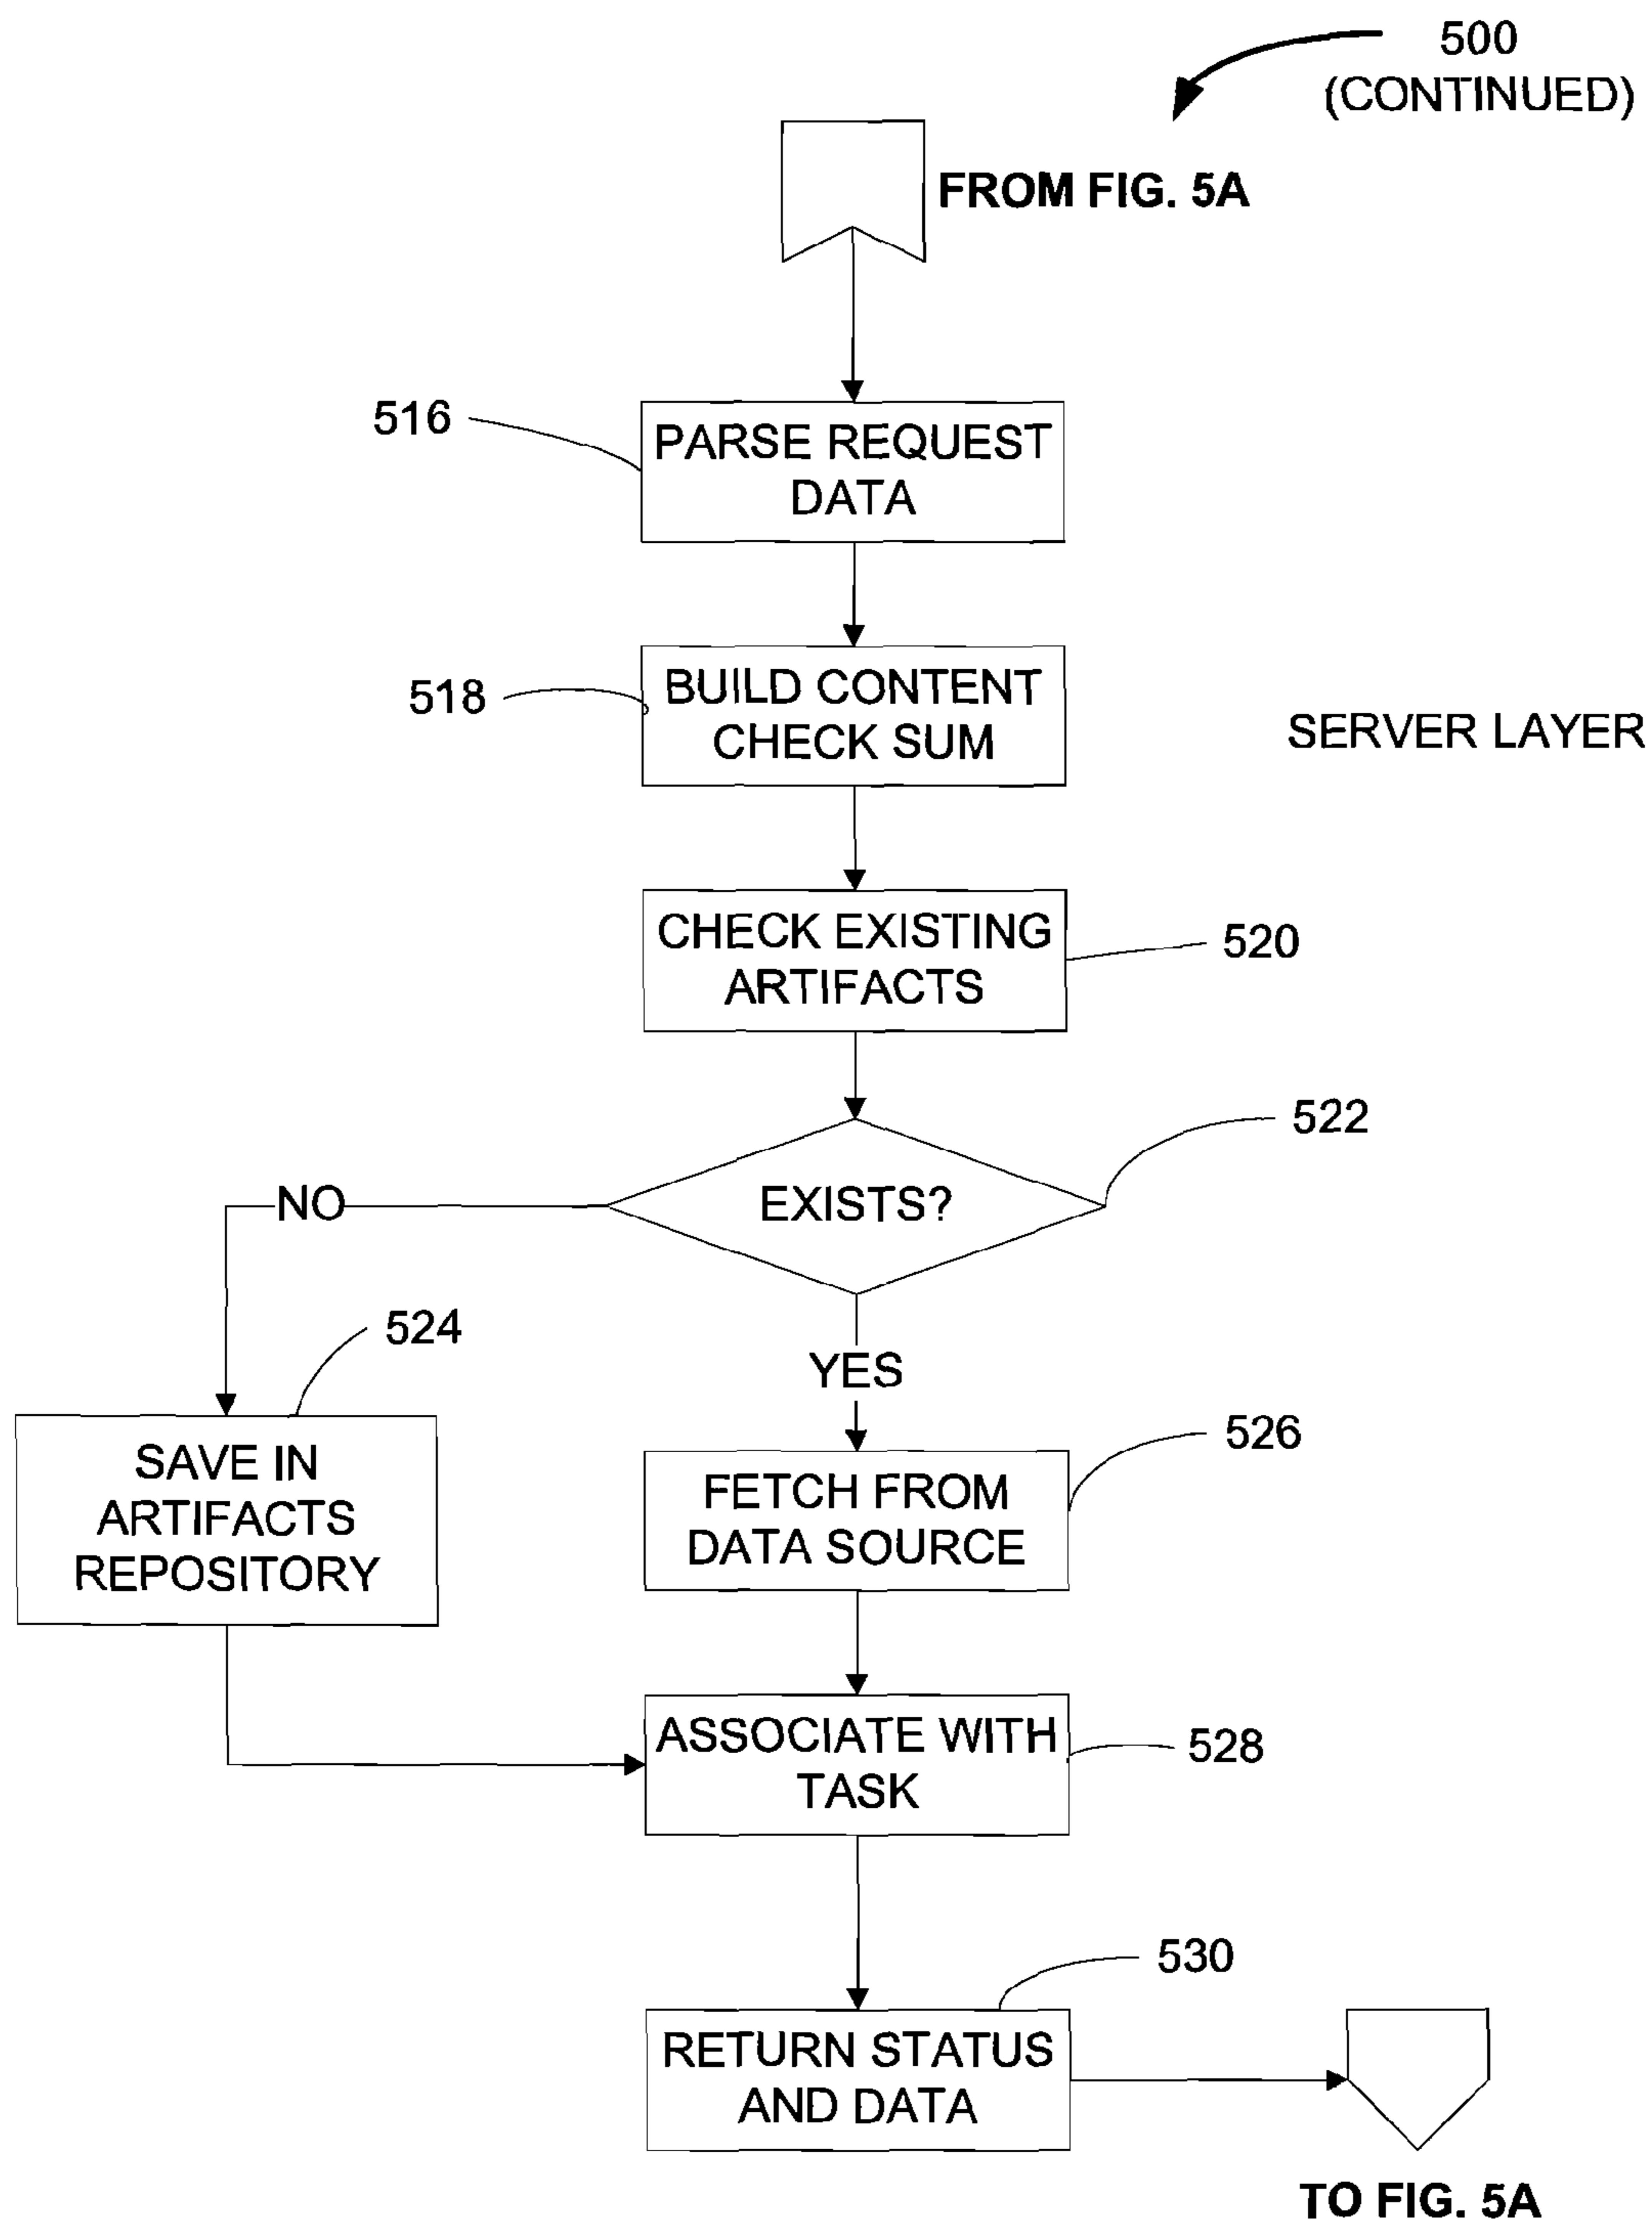 500
(CONTINUED)
FROM FIG. 5A
516
PARSE REQUEST
DATA
518
BUILD CONTENT
CHECK SUM
SERVER LAYER
CHECK EXISTING
ARTIFACTS
520
522
EXISTS?
NO
524
YES
SAVE IN
ARTIFACTS
REPOSITORY
526
FETCH FROM
DATA SOURCE
ASSOCIATE WITH
TASK
528
530
RETURN STATUS
AND DATA
TO FIG. 5A